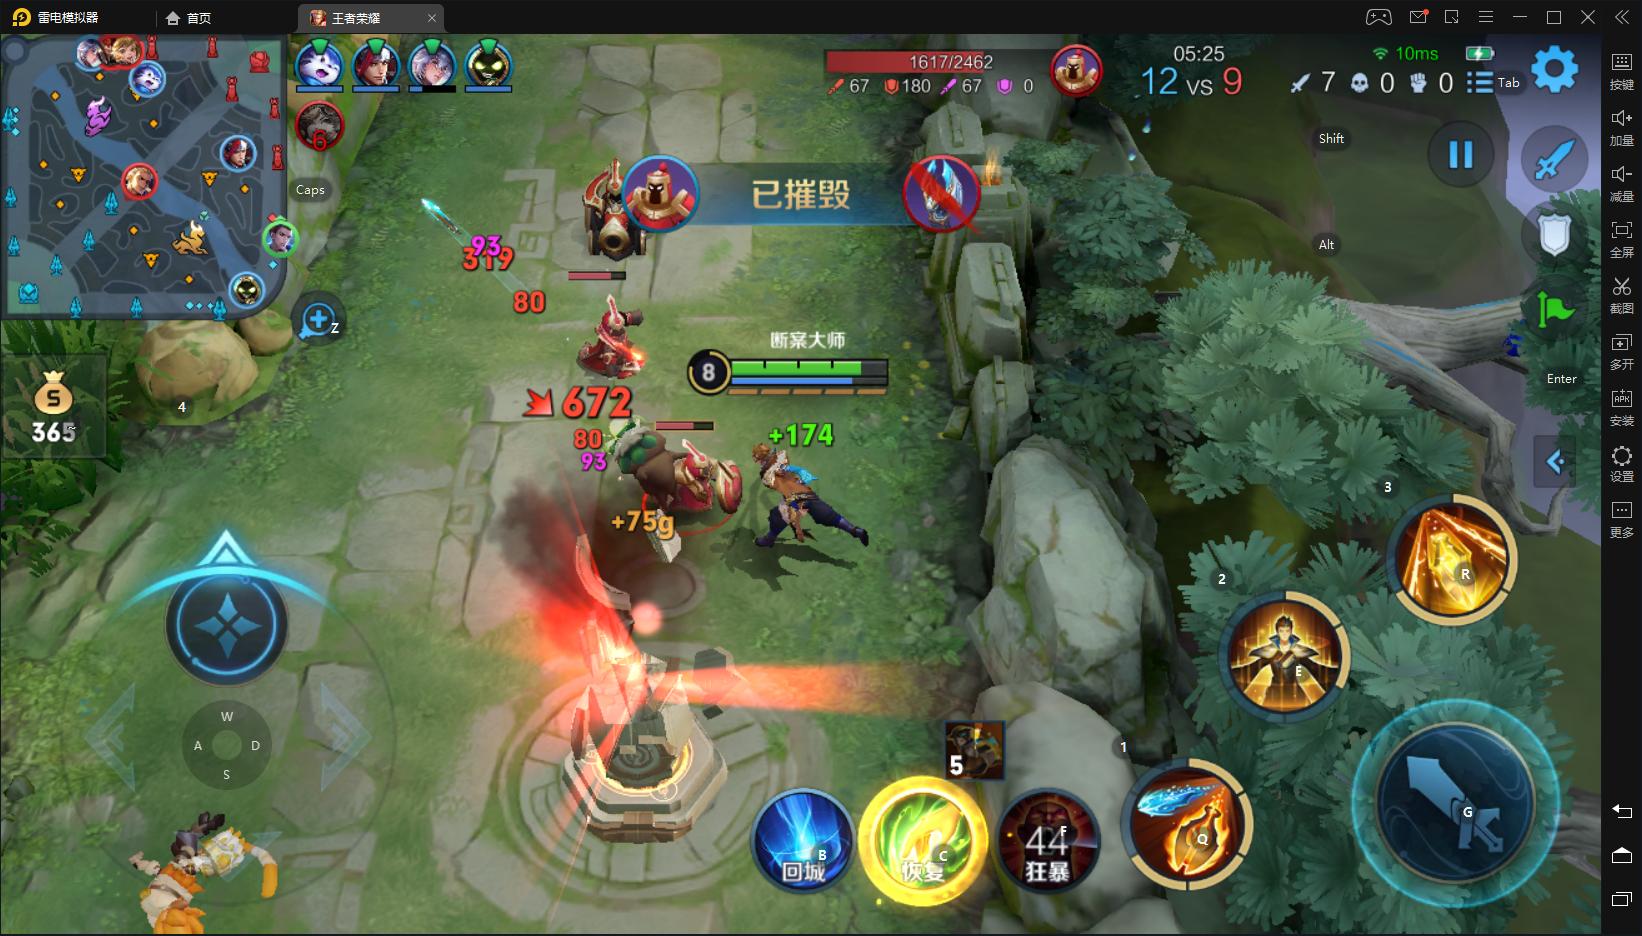 雷电模拟器
首页
王者荣耀
1617/2462
67 180 67 0
05:25
12 vs 9
10ms
7 0 0
Tab
按键
加量
减量
全屏
截图
多开
安装
设置
更多
APK
6
Caps
Shift
Alt
Enter
Z
已摧毁
93
319
80
断案大师
8
672
80
93
+174
+75g
S
365
4
3
2
1
W
A
D
S
R
E
Q
G
5
B
回城
C
恢复
F
44
狂暴